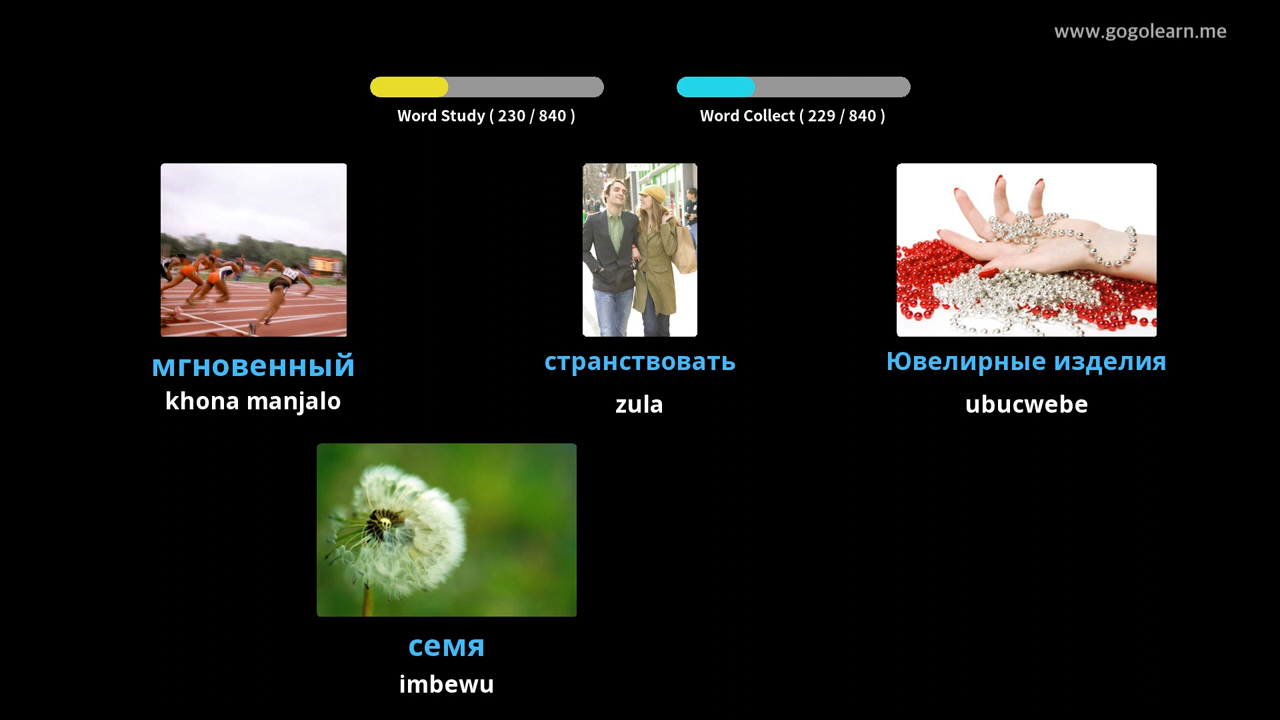 www.gogolearn.me
Word Study ( 230 / 840 )
Word Collect ( 229 / 840 )
мгновенный
khona manjalo
странствовать
zula
Ювелирные изделия
ubucwebe
семя
imbewu